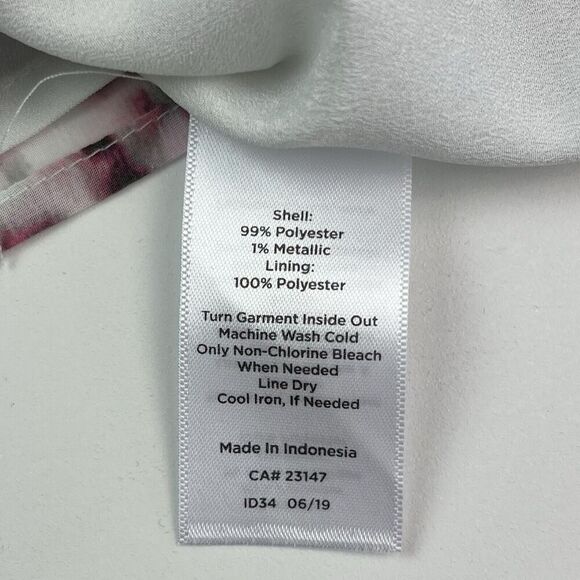 Shell:
99% Polyester
1% Metallic
Lining:
100% Polyester
Turn Garment Inside Out
Machine Wash Cold
Only Non-Chlorine Bleach
When Needed
Line Dry
Cool Iron, If Needed
Made In Indonesia
CA# 23147
ID34 06/19